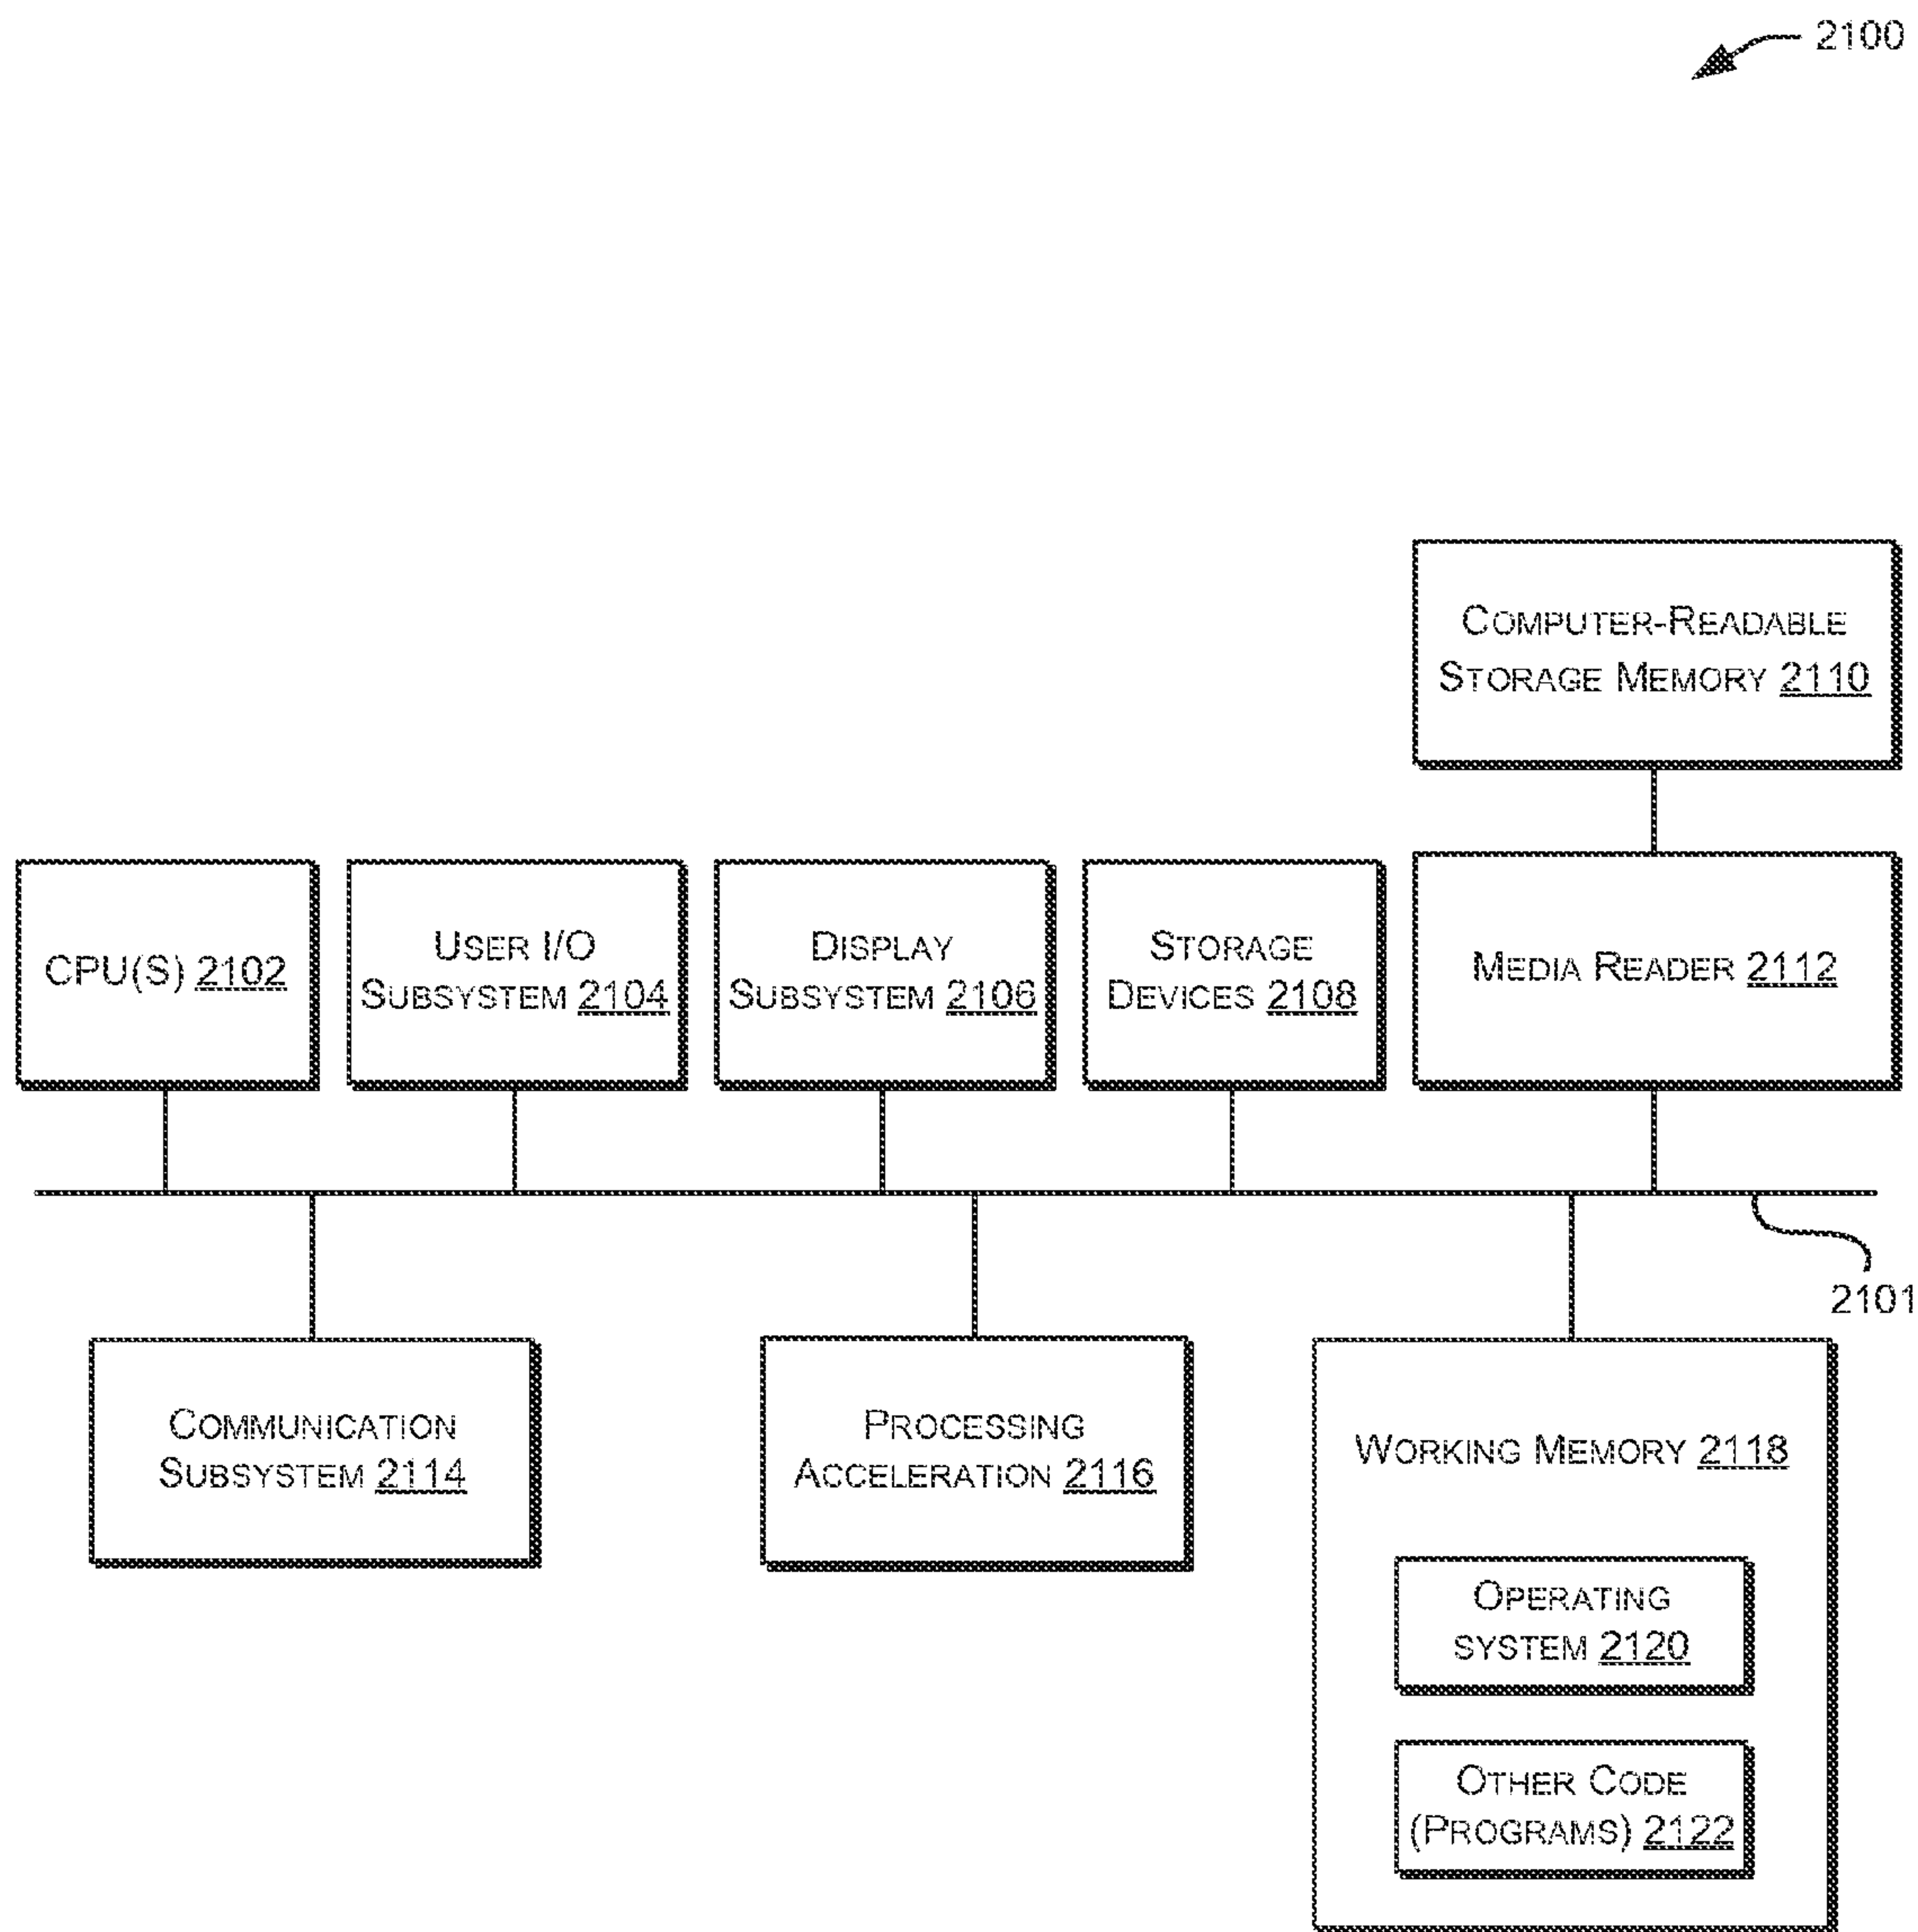 2100
COMPUTER-READABLE
STORAGE MEMORY 2110
CPU(S) 2102
USER I/O
SUBSYSTEM 2104
DISPLAY
SUBSYSTEM 2106
STORAGE
DEVICES 2108
MEDIA READER 2112
2101
COMMUNICATION
SUBSYSTEM 2114
PROCESSING
ACCELERATION 2116
WORKING MEMORY 2118
OPERATING
SYSTEM 2120
OTHER CODE
(PROGRAMS) 2122